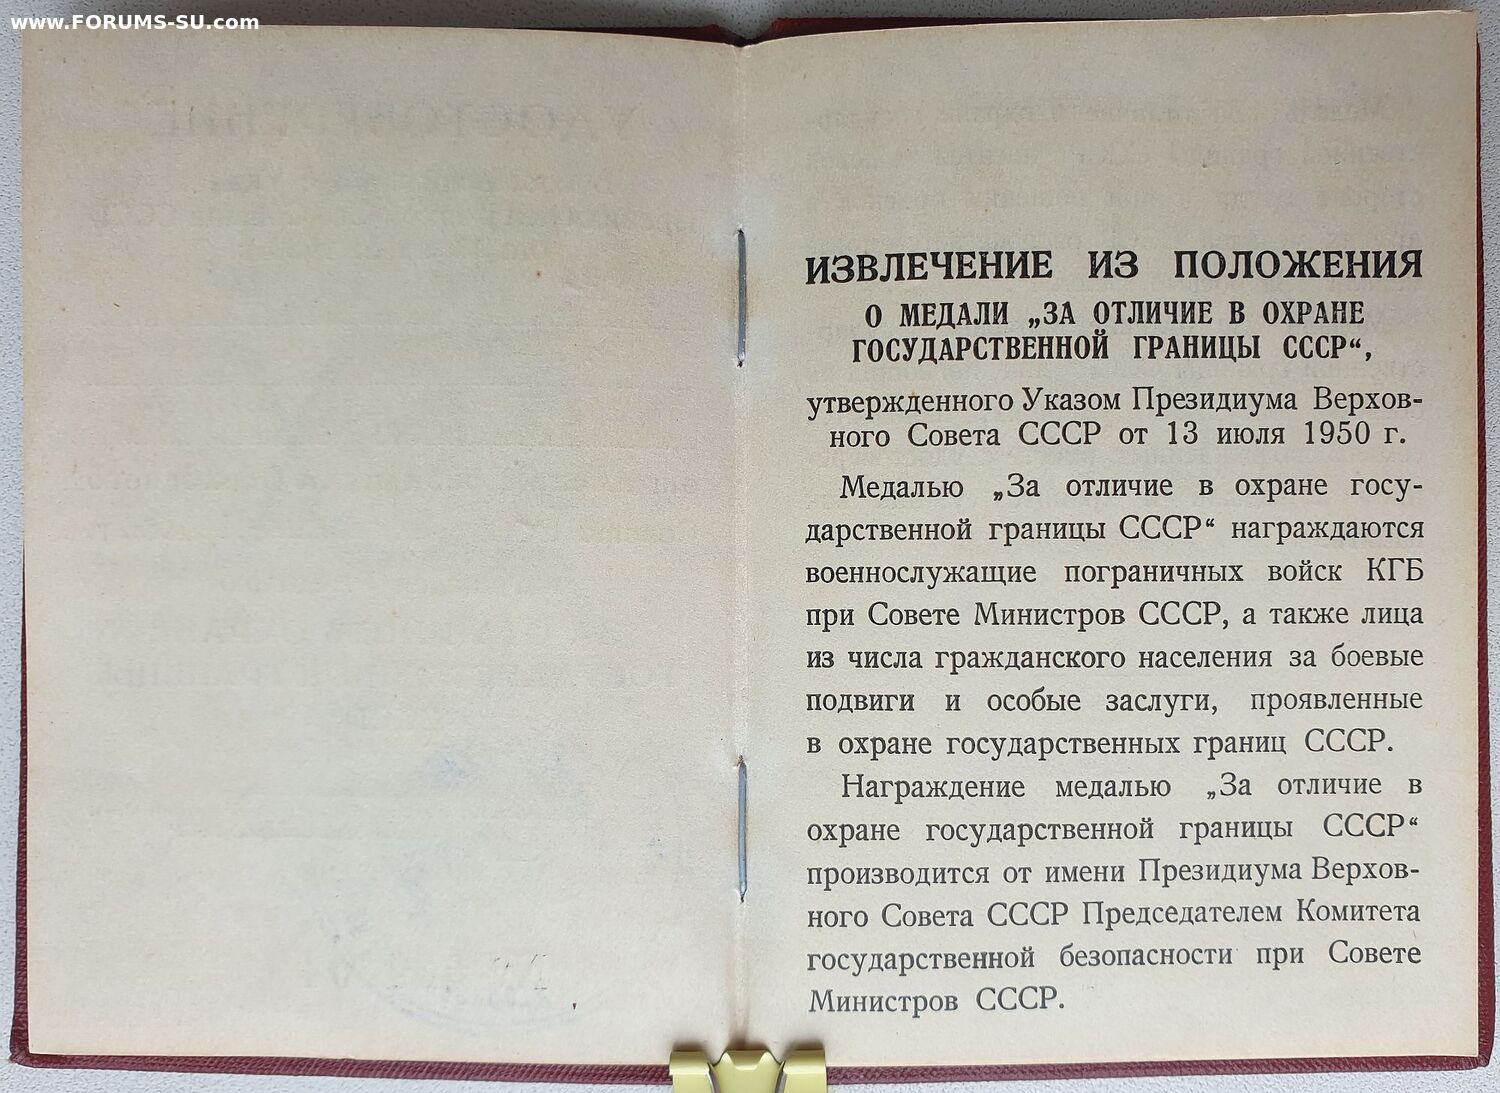 www.FORUMS-SU.com
ИЗВЛЕЧЕНИЕ ИЗ ПОЛОЖЕНИЯ
О МЕДАЛИ „ЗА ОТЛИЧИЕ В ОХРАНЕ
ГОСУДАРСТВЕННОЙ ГРАНИЦЫ СССР“,
утвержденного Указом Президиума Верхов-
ного Совета СССР от 13 июля 1950 г.
Медалью „За отличие в охране госу-
дарственной границы СССР“ награждаются
военнослужащие пограничных войск КГБ
при Совете Министров СССР, а также лица
из числа гражданского населения за боевые
подвиги и особые заслуги, проявленные
в охране государственных границ СССР.
Награждение медалью „За отличие в
охране государственной границы СССР“
производится от имени Президиума Верхов-
ного Совета СССР Председателем Комитета
государственной безопасности при Совете
Министров СССР.